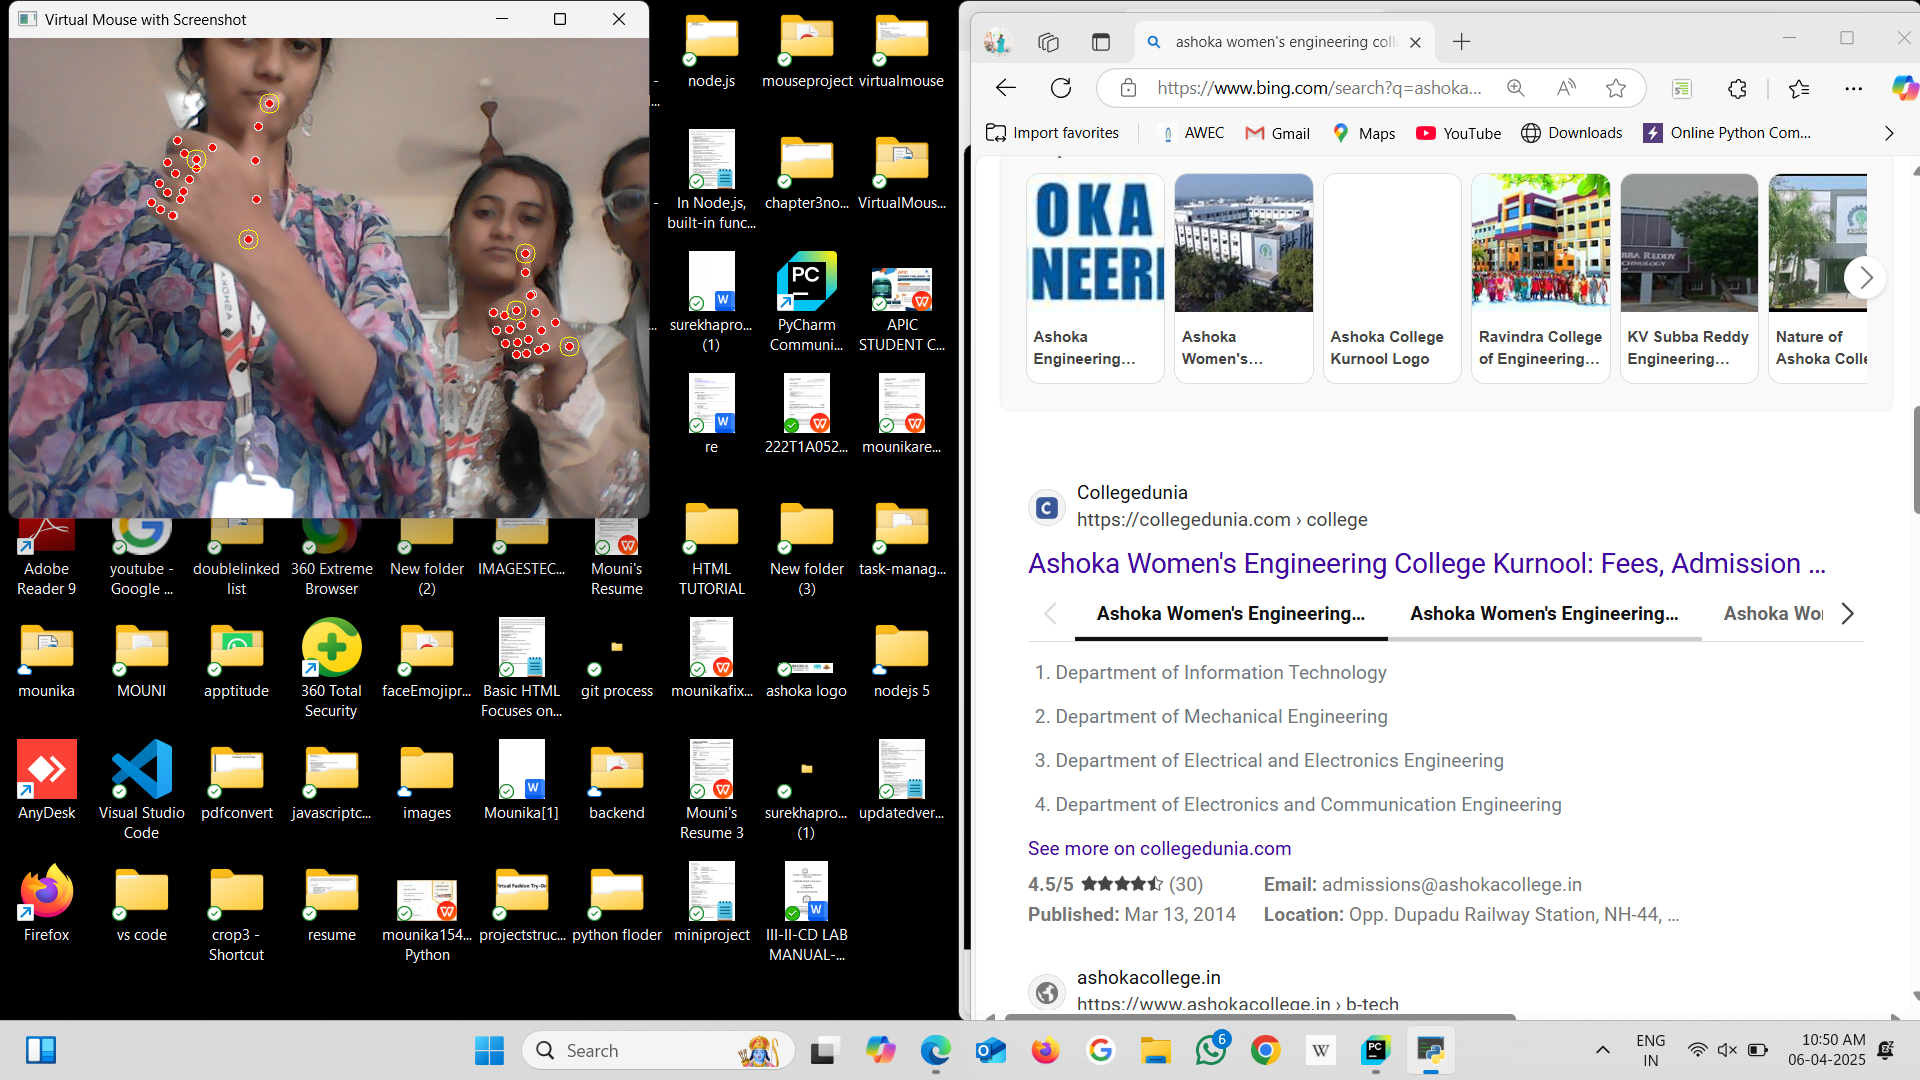 Virtual Mouse with Screenshot
node.js
mouseproject
virtualmouse
In Node.js,
built-in func...
chapter3no...
VirtualMous...
surekhapro...
(1)
PyCharm
Communi...
APIC
STUDENT C...
re
222T1A052...
mounikare...
Adobe
Reader 9
youtube -
Google ...
doublelinked
list
360 Extreme
Browser
New folder
(2)
IMAGESTEC...
Mouni's
Resume
HTML
TUTORIAL
New folder
(3)
task-manag...
mounika
MOUNI
apptitude
360 Total
Security
faceEmojipr...
Basic HTML
Focuses on...
git process
mounikafix...
ashoka logo
nodejs 5
AnyDesk
Visual Studio
Code
pdfconvert
javascriptc...
images
Mounika[1]
backend
Mouni's
Resume 3
surekhapro...
(1)
updatedver...
Firefox
vs code
crop3 -
Shortcut
resume
mounika154...
Python
projectstruc...
python floder
miniproject
III-II-CD LAB
MANUAL-...
ashoka women's engineering coll
https://www.bing.com/search?q=ashoka...
Import favorites
AWEC
Gmail
Maps
YouTube
Downloads
Online Python Com...
OKA
NEERI
Ashoka
Engineering...
Ashoka
Women's...
Ashoka College
Kurnool Logo
Ravindra College
of Engineering...
KV Subba Reddy
Engineering...
Nature of
Ashoka Colle
Collegedunia
https://collegedunia.com › college
Ashoka Women's Engineering College Kurnool: Fees, Admission ...
Ashoka Women's Engineering...
Ashoka Women's Engineering...
Ashoka Wo
1. Department of Information Technology
2. Department of Mechanical Engineering
3. Department of Electrical and Electronics Engineering
4. Department of Electronics and Communication Engineering
See more on collegedunia.com
4.5/5 (30)
Email: admissions@ashokacollege.in
Published: Mar 13, 2014
Location: Opp. Dupadu Railway Station, NH-44, ...
ashokacollege.in
https://www.ashokacollege.in › b-tech
Search
6
ENG
IN
10:50 AM
06-04-2025